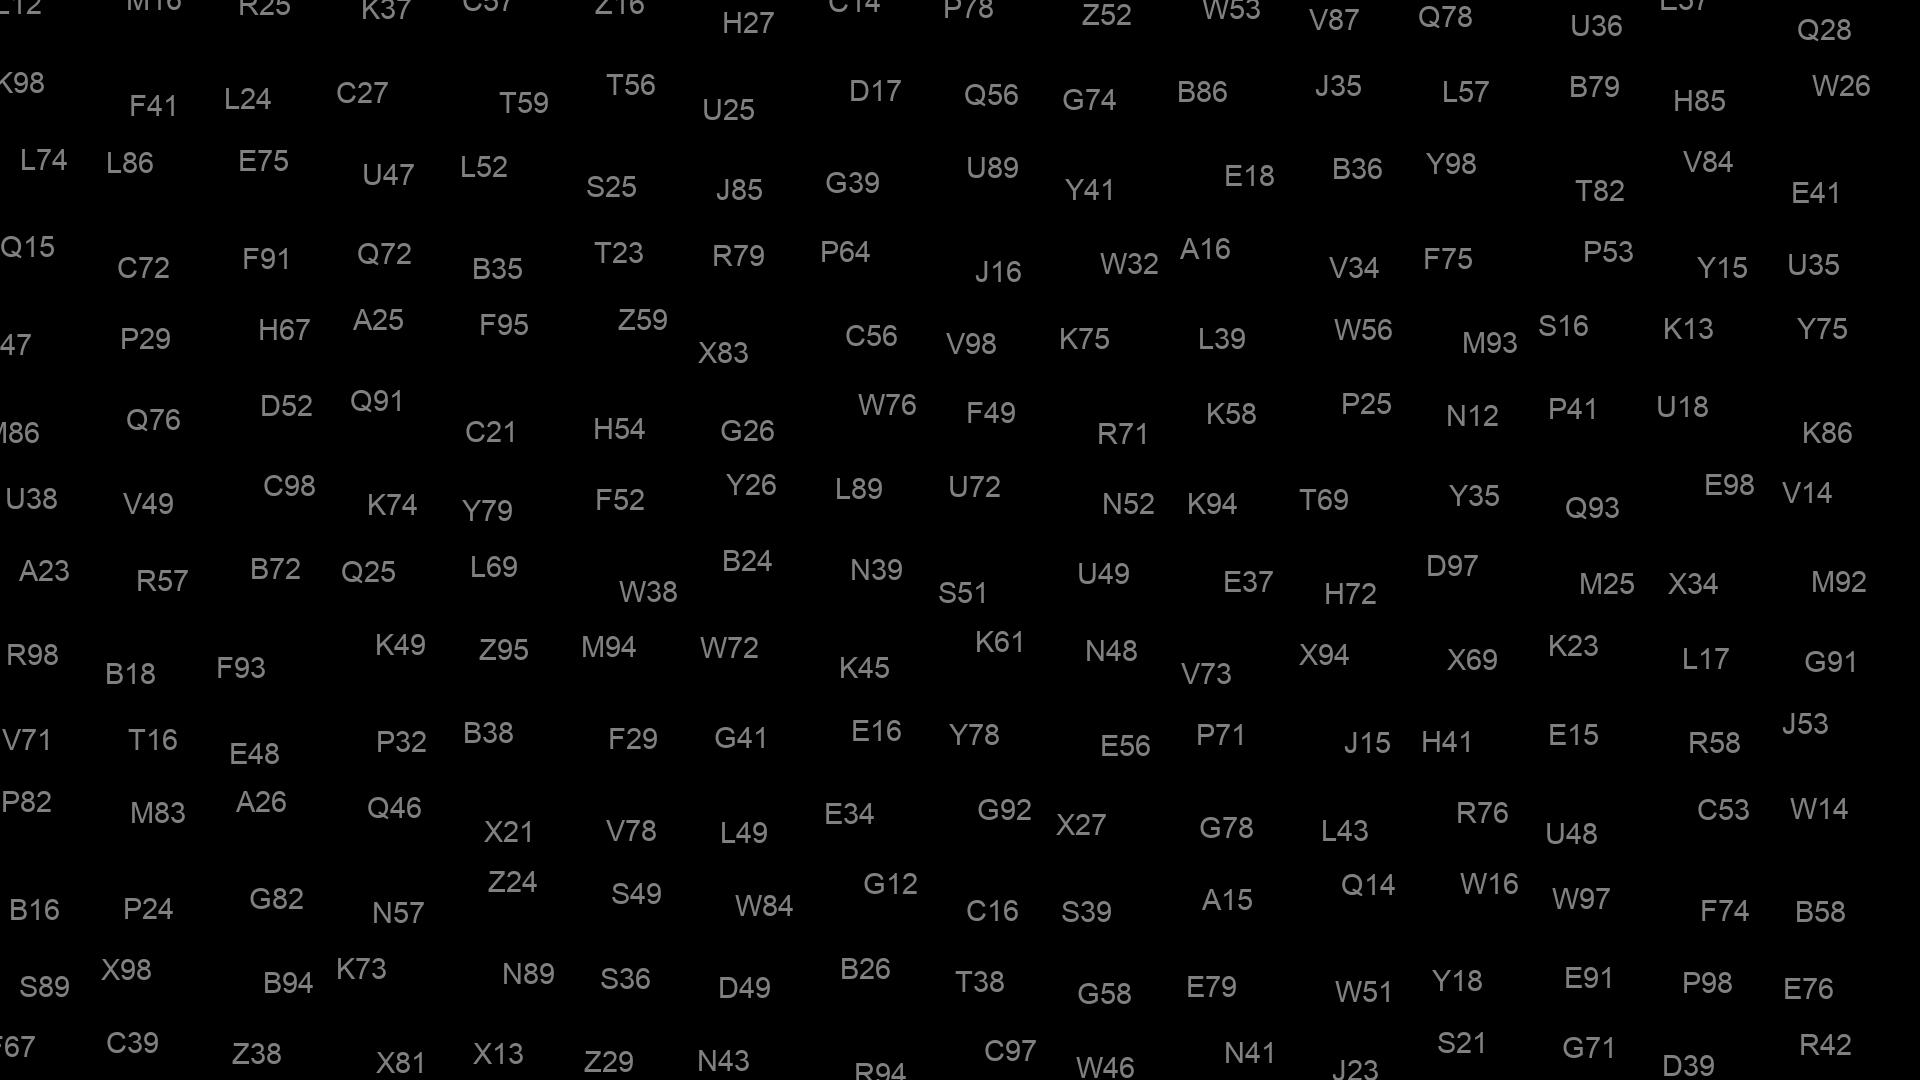 M16 R25 K37 C57 Z16 H27 C14 P78 Z52 W53 V87 Q78 U36 Q28
K98 F41 L24 C27 T59 T56 U25 D17 Q56 G74 B86 J35 L57 B79 H85 W26
L74 L86 E75 U47 L52 S25 J85 G39 U89 Y41 E18 B36 Y98 T82 V84 E41
Q15 C72 F91 Q72 B35 T23 R79 P64 J16 W32 A16 V34 F75 P53 Y15 U35
47 P29 H67 A25 F95 Z59 X83 C56 V98 K75 L39 W56 M93 S16 K13 Y75
M86 Q76 D52 Q91 C21 H54 G26 W76 F49 R71 K58 P25 N12 P41 U18 K86
U38 V49 C98 K74 Y79 F52 Y26 L89 U72 N52 K94 T69 Y35 Q93 E98 V14
A23 R57 B72 Q25 L69 W38 B24 N39 S51 U49 E37 H72 D97 M25 X34 M92
R98 B18 F93 K49 Z95 M94 W72 K45 K61 N48 V73 X94 X69 K23 L17 G91
V71 T16 E48 P32 B38 F29 G41 E16 Y78 E56 P71 J15 H41 E15 R58 J53
P82 M83 A26 Q46 X21 V78 L49 E34 G92 X27 G78 L43 R76 U48 C53 W14
B16 P24 G82 N57 Z24 S49 W84 G12 C16 S39 A15 Q14 W16 W97 F74 B58
S89 X98 B94 K73 N89 S36 D49 B26 T38 G58 E79 W51 Y18 E91 P98 E76
67 C39 Z38 X81 X13 Z29 N43 R94 C97 W46 N41 J23 S21 G71 D39 R42